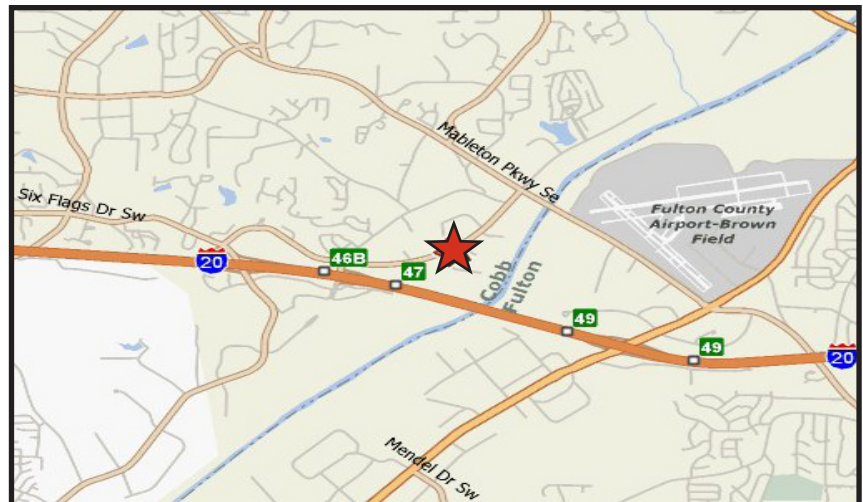 Mableton Pkwy Se
Six Flags Dr Sw
Fulton County
Airport-Brown
Field
20
46B
47
Cobb
Fulton
49
49
20
Mendel Dr Sw